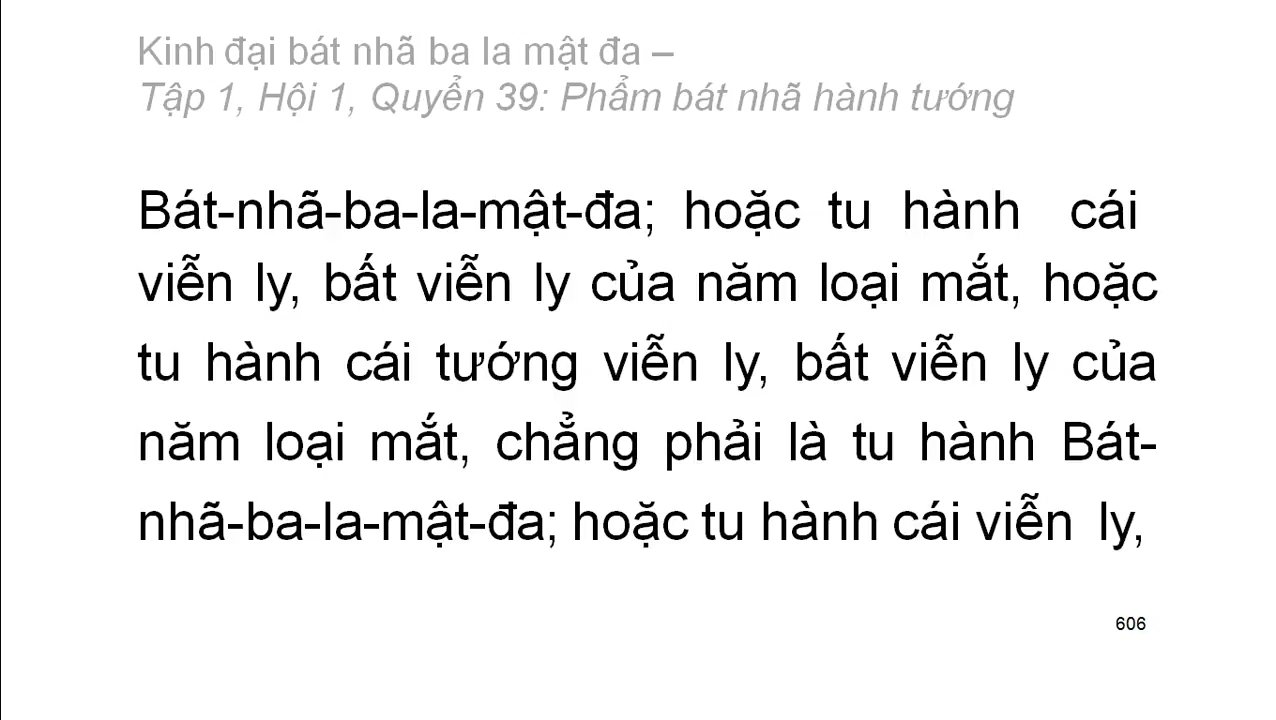 Kinh đại bát nhã ba la mật đa –
Tập 1, Hội 1, Quyển 39: Phẩm bát nhã hành tướng
Bát-nhã-ba-la-mật-đa; hoặc tu hành cái
viễn ly, bất viễn ly của năm loại mắt, hoặc
tu hành cái tướng viễn ly, bất viễn ly của
năm loại mắt, chẳng phải là tu hành Bát-
nhã-ba-la-mật-đa; hoặc tu hành cái viễn ly,
606